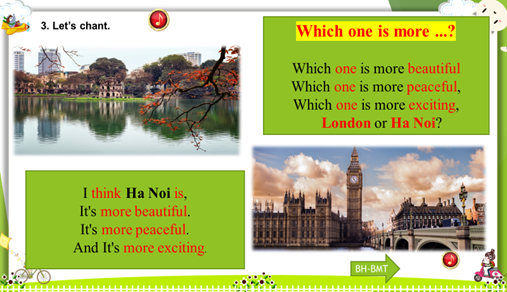 3. Let's chant.
Which one is more ...?
Which one is more beautiful
Which one is more peaceful,
Which one is more exciting,
London or Ha Noi?
I think Ha Noi is,
It's more beautiful.
It's more peaceful.
And It's more exciting.
BH-BMT